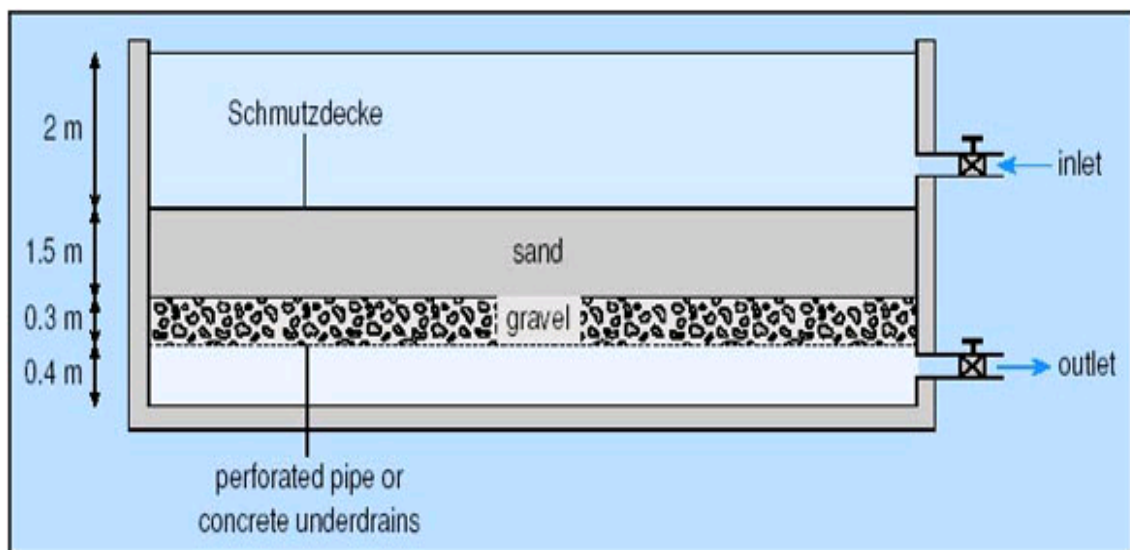 2 m
Schmutzdecke
inlet
1.5 m
sand
0.3 m
gravel
0.4 m
outlet
perforated pipe or
concrete underdrains